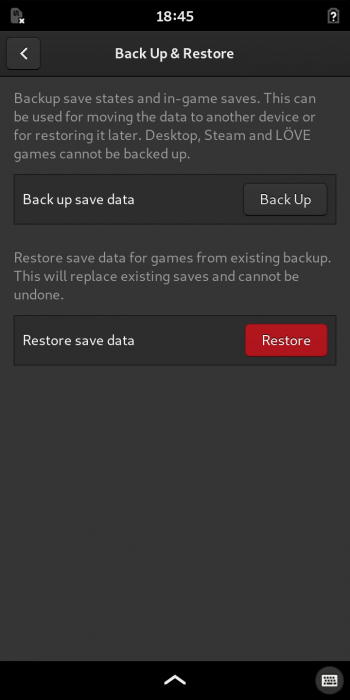 18:45
?
Back Up & Restore
Backup save states and in-game saves. This can
be used for moving the data to another device or
for restoring it later. Desktop, Steam and LÖVE
games cannot be backed up.
Back up save data
Back Up
Restore save data for games from existing backup.
This will replace existing saves and cannot be
undone.
Restore save data
Restore